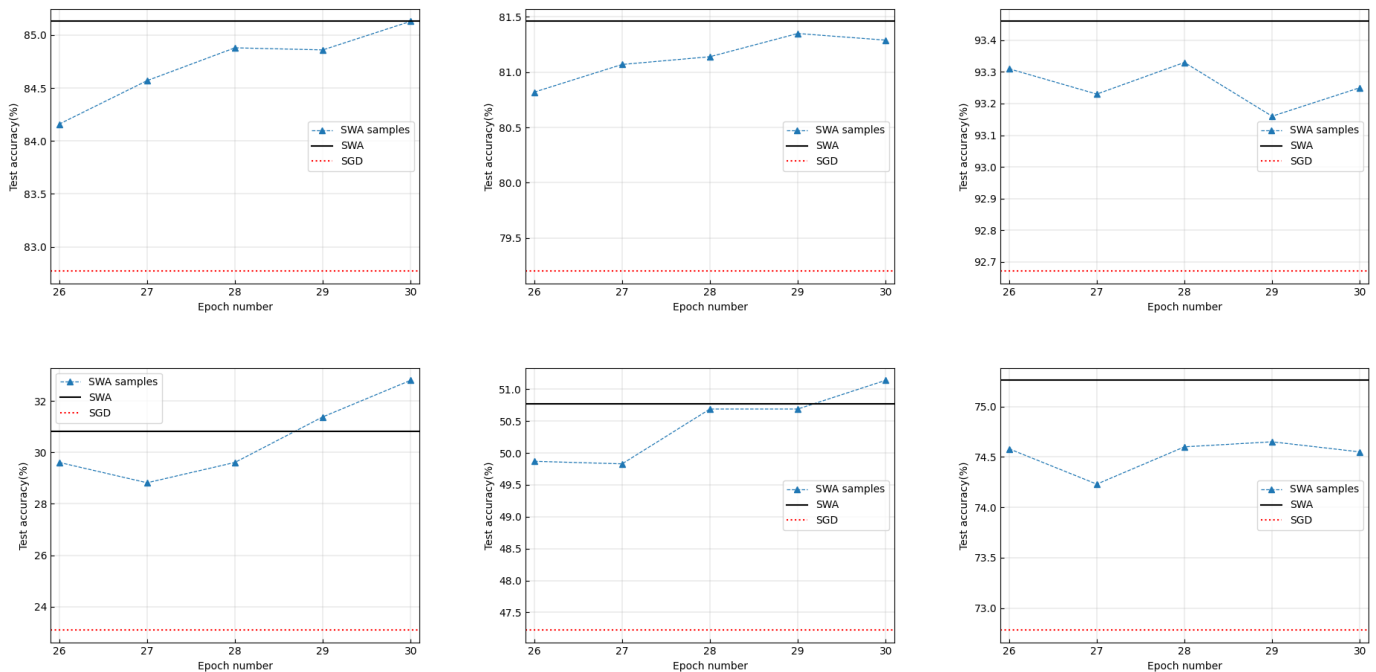 85.0
84.5
84.0
83.5
83.0
Test accuracy(%)
SWA samples
SWA
SGD
26 27 28 29 30
Epoch number
81.5
81.0
80.5
80.0
79.5
Test accuracy(%)
SWA samples
SWA
SGD
26 27 28 29 30
Epoch number
93.4
93.3
93.2
93.1
93.0
92.9
92.8
92.7
Test accuracy(%)
SWA samples
SWA
SGD
26 27 28 29 30
Epoch number
32
30
28
26
24
Test accuracy(%)
SWA samples
SWA
SGD
26 27 28 29 30
Epoch number
51.0
50.5
50.0
49.5
49.0
48.5
48.0
47.5
Test accuracy(%)
SWA samples
SWA
SGD
26 27 28 29 30
Epoch number
75.0
74.5
74.0
73.5
73.0
Test accuracy(%)
SWA samples
SWA
SGD
26 27 28 29 30
Epoch number